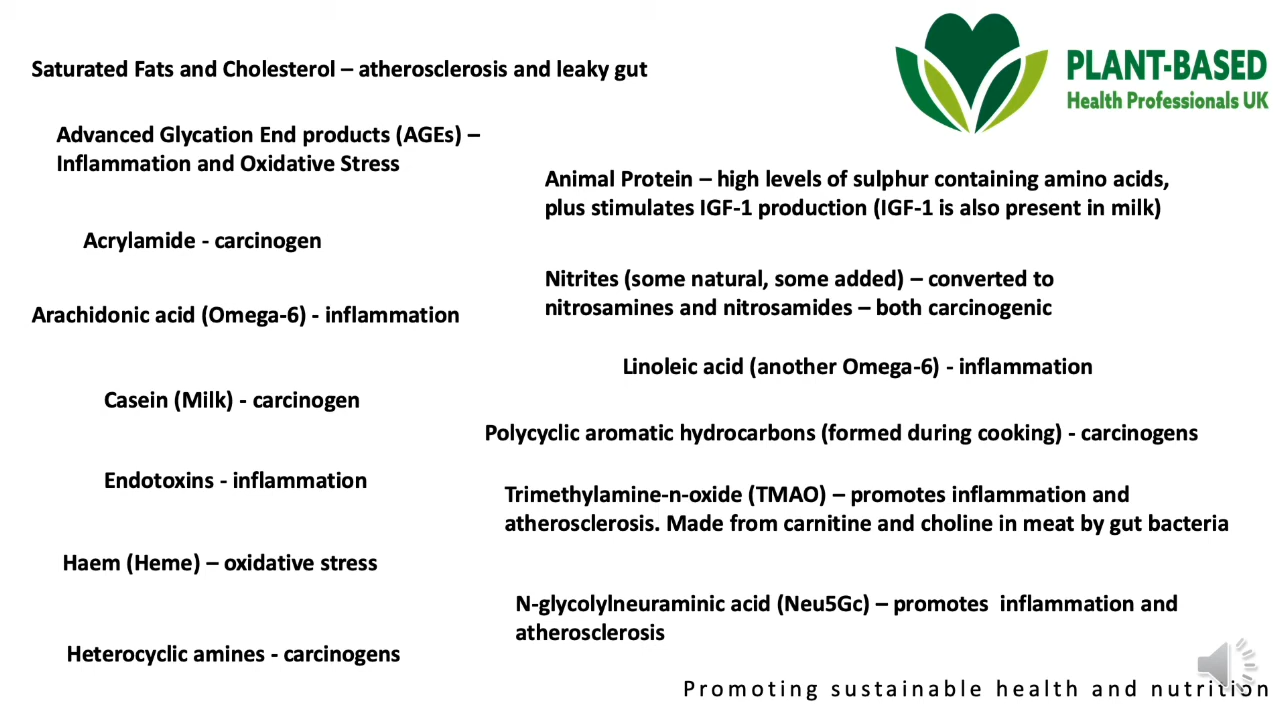 PLANT-BASED
Health Professionals UK
Saturated Fats and Cholesterol – atherosclerosis and leaky gut
Advanced Glycation End products (AGEs) –
Inflammation and Oxidative Stress
Acrylamide - carcinogen
Arachidonic acid (Omega-6) - inflammation
Casein (Milk) - carcinogen
Endotoxins - inflammation
Haem (Heme) – oxidative stress
Heterocyclic amines - carcinogens
Animal Protein – high levels of sulphur containing amino acids,
plus stimulates IGF-1 production (IGF-1 is also present in milk)
Nitrites (some natural, some added) – converted to
nitrosamines and nitrosamides – both carcinogenic
Linoleic acid (another Omega-6) - inflammation
Polycyclic aromatic hydrocarbons (formed during cooking) - carcinogens
Trimethylamine-n-oxide (TMAO) – promotes inflammation and
atherosclerosis. Made from carnitine and choline in meat by gut bacteria
N-glycolylneuraminic acid (Neu5Gc) – promotes  inflammation and
atherosclerosis
Promoting sustainable health and nutrition